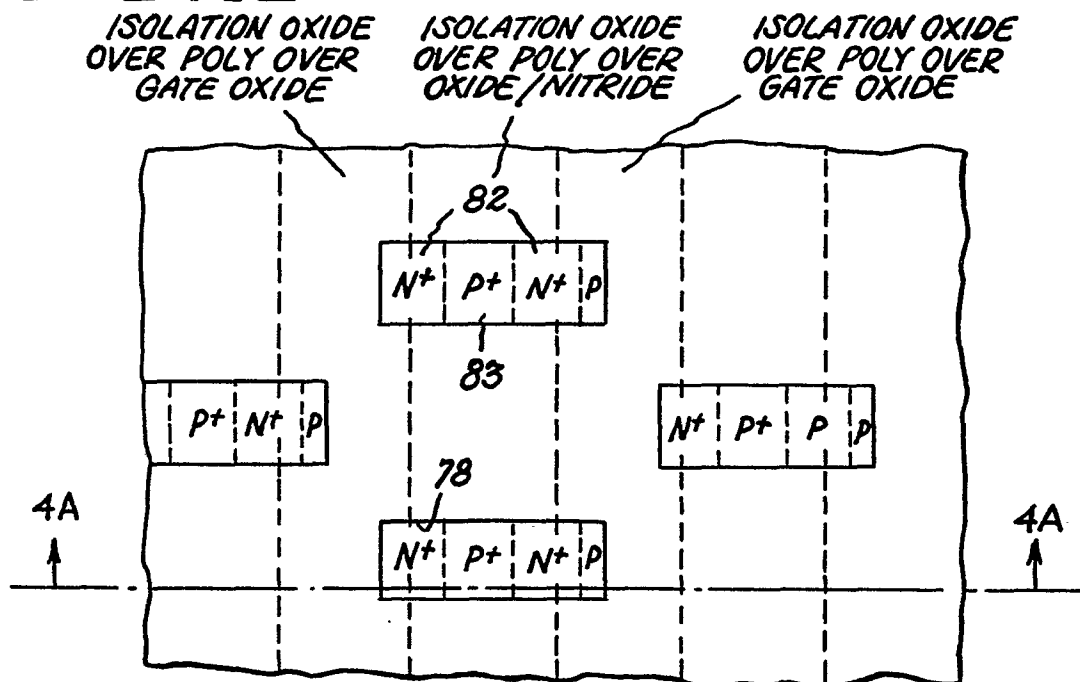 ISOLATION OXIDE
OVER POLY OVER
GATE OXIDE
ISOLATION OXIDE
OVER POLY OVER
OXIDE/NITRIDE
ISOLATION OXIDE
OVER POLY OVER
GATE OXIDE
82
N+ P+ N+ P
83
P+ N+ P
N+ P+ P P
78
N+ P+ N+ P
4A
4A